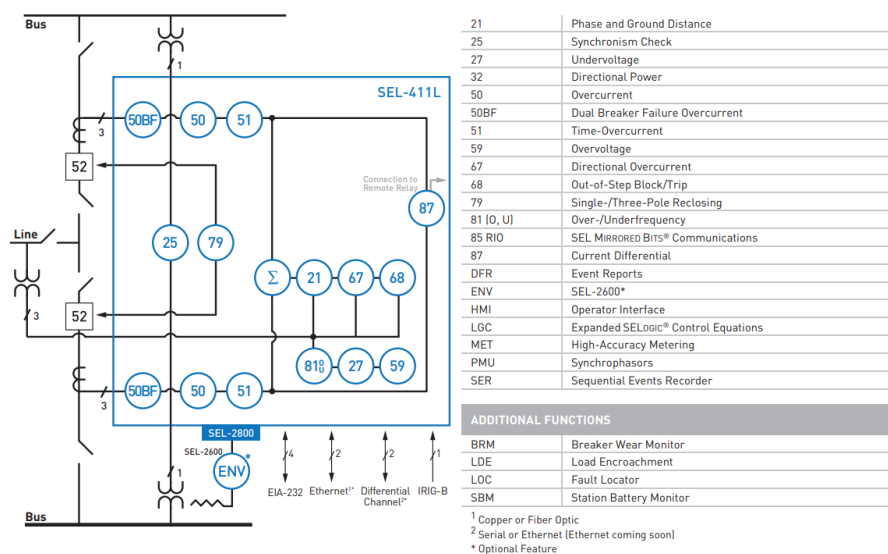 Bus
1
SEL-411L
50BF
50
51
3
52
Connection to
Remote Relay
87
Line
25
79
Σ
21
67
68
3
52
81 O U
27
59
50BF
50
51
3
SEL-2800
SEL-2600
*
ENV
1
4
2
2
1
EIA-232
Ethernet1*
Differential
Channel2*
IRIG-B
Bus
21 Phase and Ground Distance
25 Synchronism Check
27 Undervoltage
32 Directional Power
50 Overcurrent
50BF Dual Breaker Failure Overcurrent
51 Time-Overcurrent
59 Overvoltage
67 Directional Overcurrent
68 Out-of-Step Block/Trip
79 Single-/Three-Pole Reclosing
81 (O, U) Over-/Underfrequency
85 RIO SEL MIRRORED BITS® Communications
87 Current Differential
DFR Event Reports
ENV SEL-2600*
HMI Operator Interface
LGC Expanded SELOGIC® Control Equations
MET High-Accuracy Metering
PMU Synchrophasors
SER Sequential Events Recorder
ADDITIONAL FUNCTIONS
BRM Breaker Wear Monitor
LDE Load Encroachment
LOC Fault Locator
SBM Station Battery Monitor
1 Copper or Fiber Optic
2 Serial or Ethernet (Ethernet coming soon)
* Optional Feature